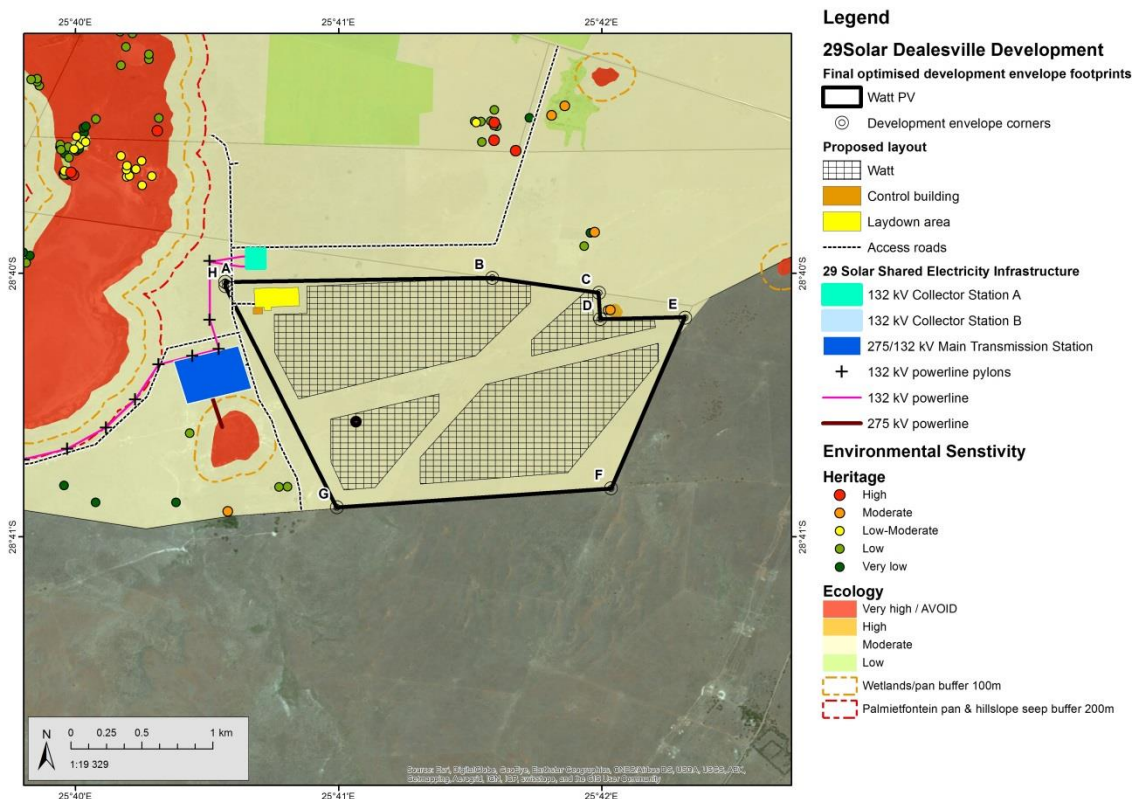 25°40'E
25°41'E
25°42'E
28°40'S
28°40'S
28°41'S
28°41'S
H
A
B
C
D
E
F
G
N
0 0.25 0.5 1 km
1:19 329
25°40'E
25°41'E
25°42'E
Legend
29Solar Dealesville Development
Final optimised development envelope footprints
Watt PV
Development envelope corners
Proposed layout
Watt
Control building
Laydown area
Access roads
29 Solar Shared Electricity Infrastructure
132 kV Collector Station A
132 kV Collector Station B
275/132 kV Main Transmission Station
132 kV powerline pylons
132 kV powerline
275 kV powerline
Environmental Senstivity
Heritage
High
Moderate
Low-Moderate
Low
Very low
Ecology
Very high / AVOID
High
Moderate
Low
Wetlands/pan buffer 100m
Palmietfontein pan & hillslope seep buffer 200m